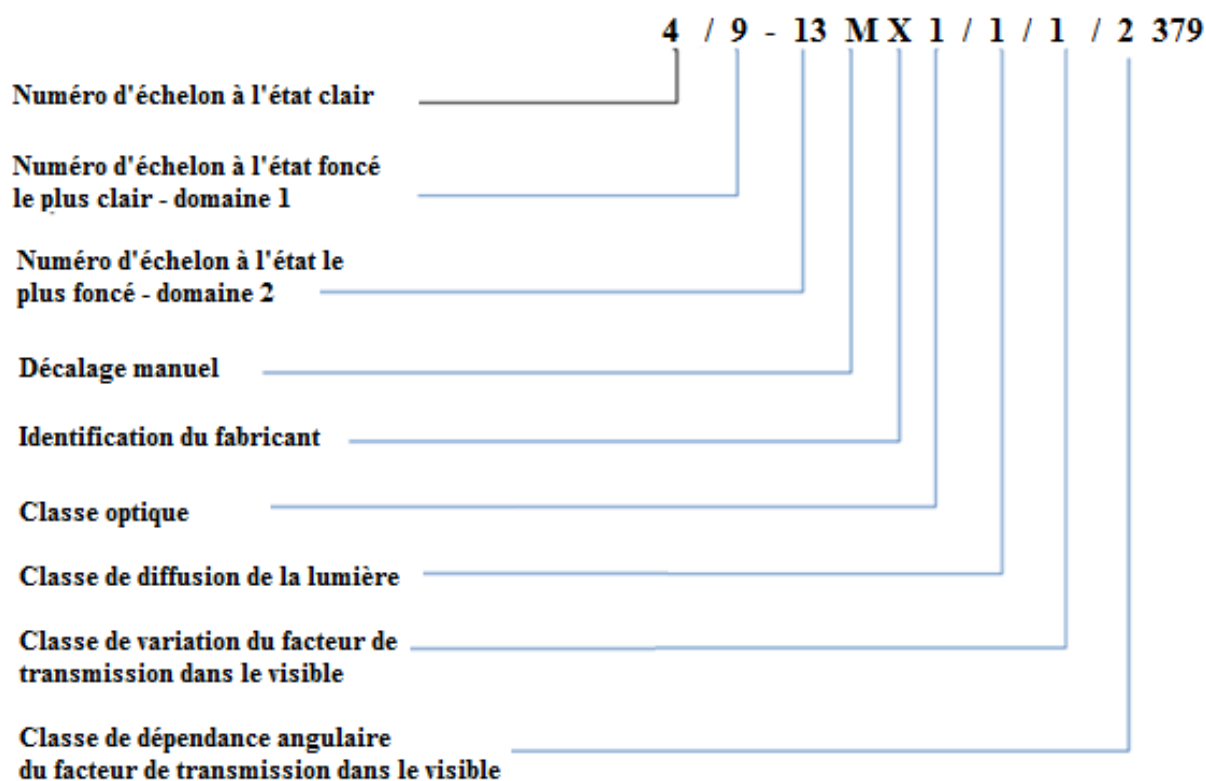 4 / 9 - 13 M X 1 / 1 / 1 / 2 379
Numéro d'échelon à l'état clair
Numéro d'échelon à l'état foncé
le plus clair - domaine 1
Numéro d'échelon à l'état le
plus foncé - domaine 2
Décalage manuel
Identification du fabricant
Classe optique
Classe de diffusion de la lumière
Classe de variation du facteur de
transmission dans le visible
Classe de dépendance angulaire
du facteur de transmission dans le visible